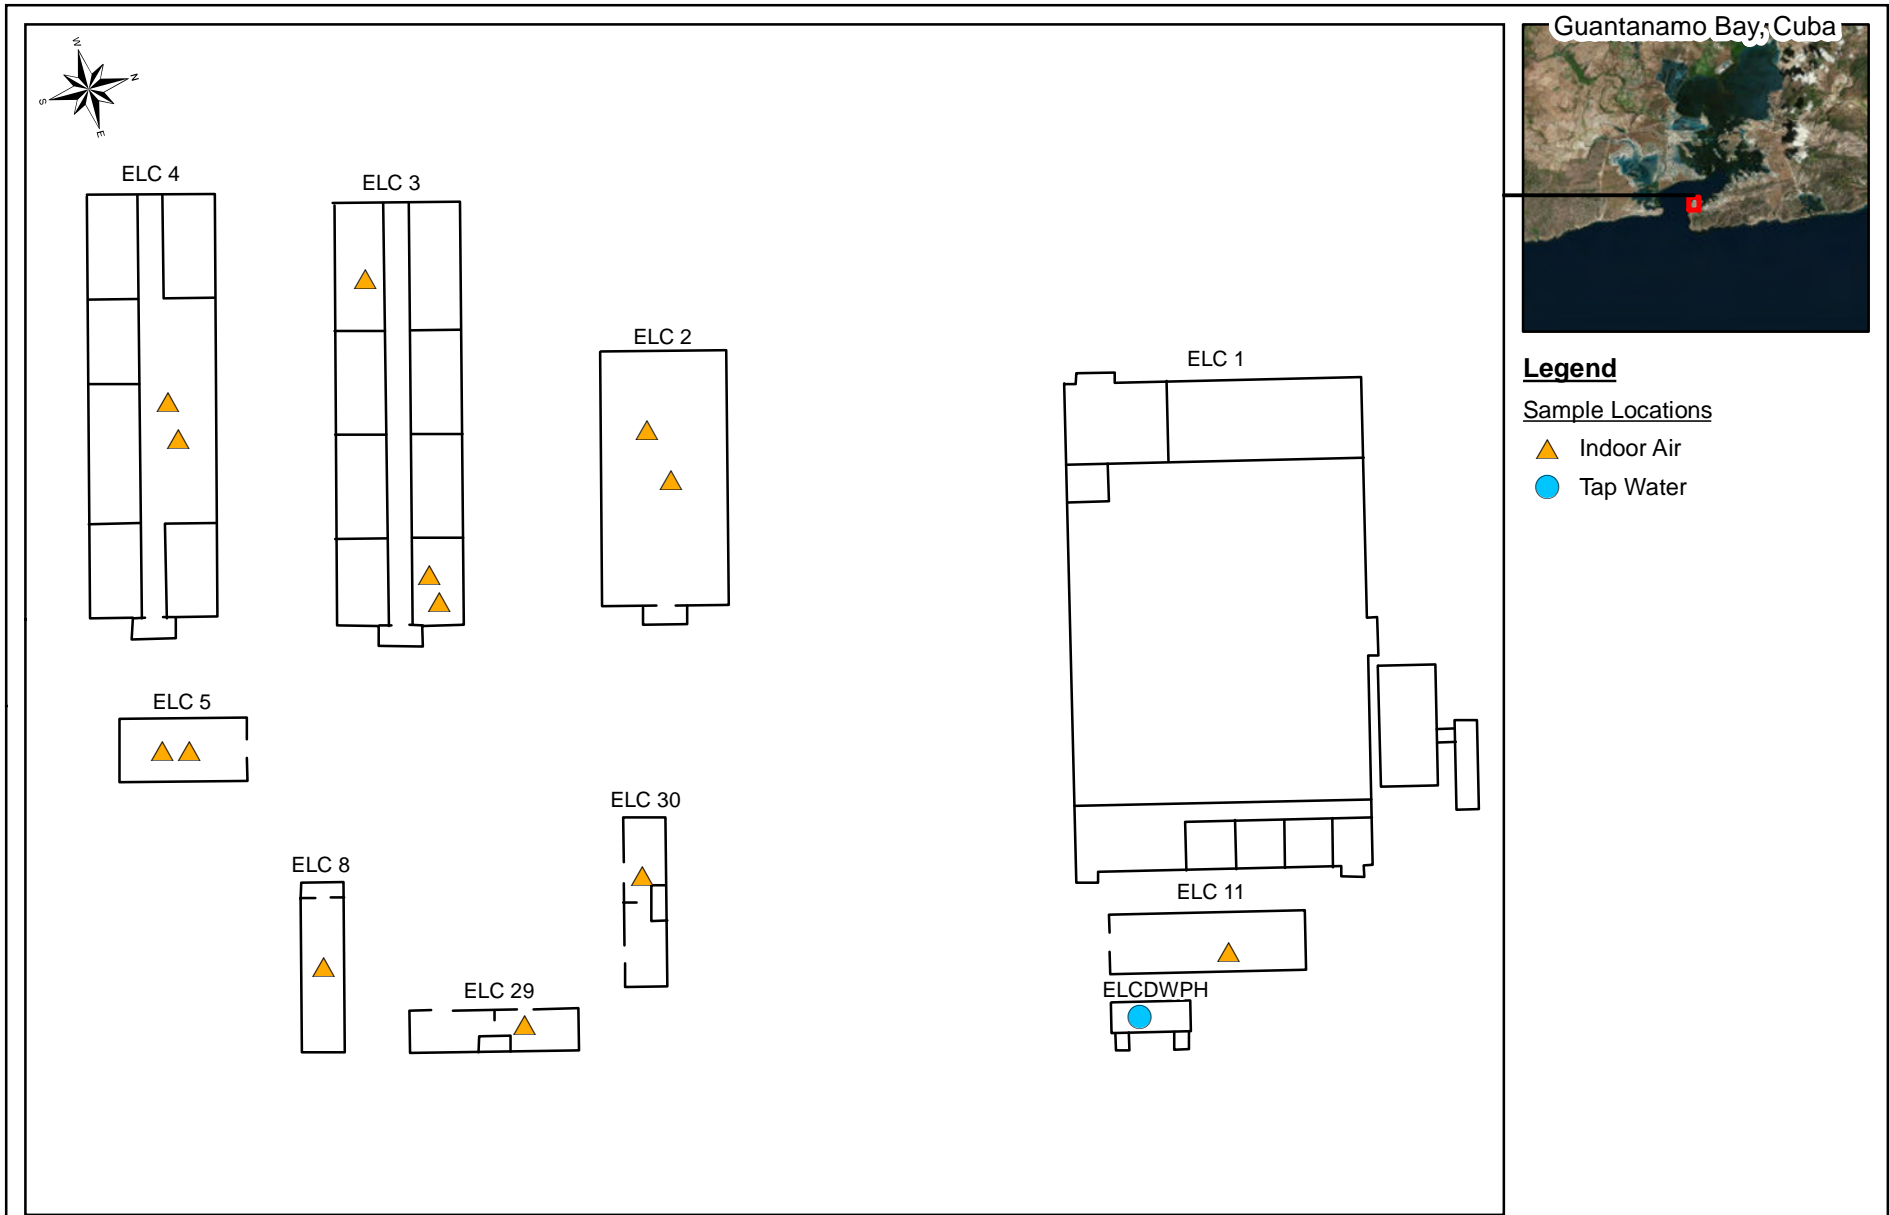 Guantanamo Bay, Cuba
W
N
S
E
ELC 4
ELC 3
ELC 2
ELC 1
Legend
Sample Locations
Indoor Air
Tap Water
ELC 5
ELC 30
ELC 8
ELC 11
ELC 29
ELCDWPH